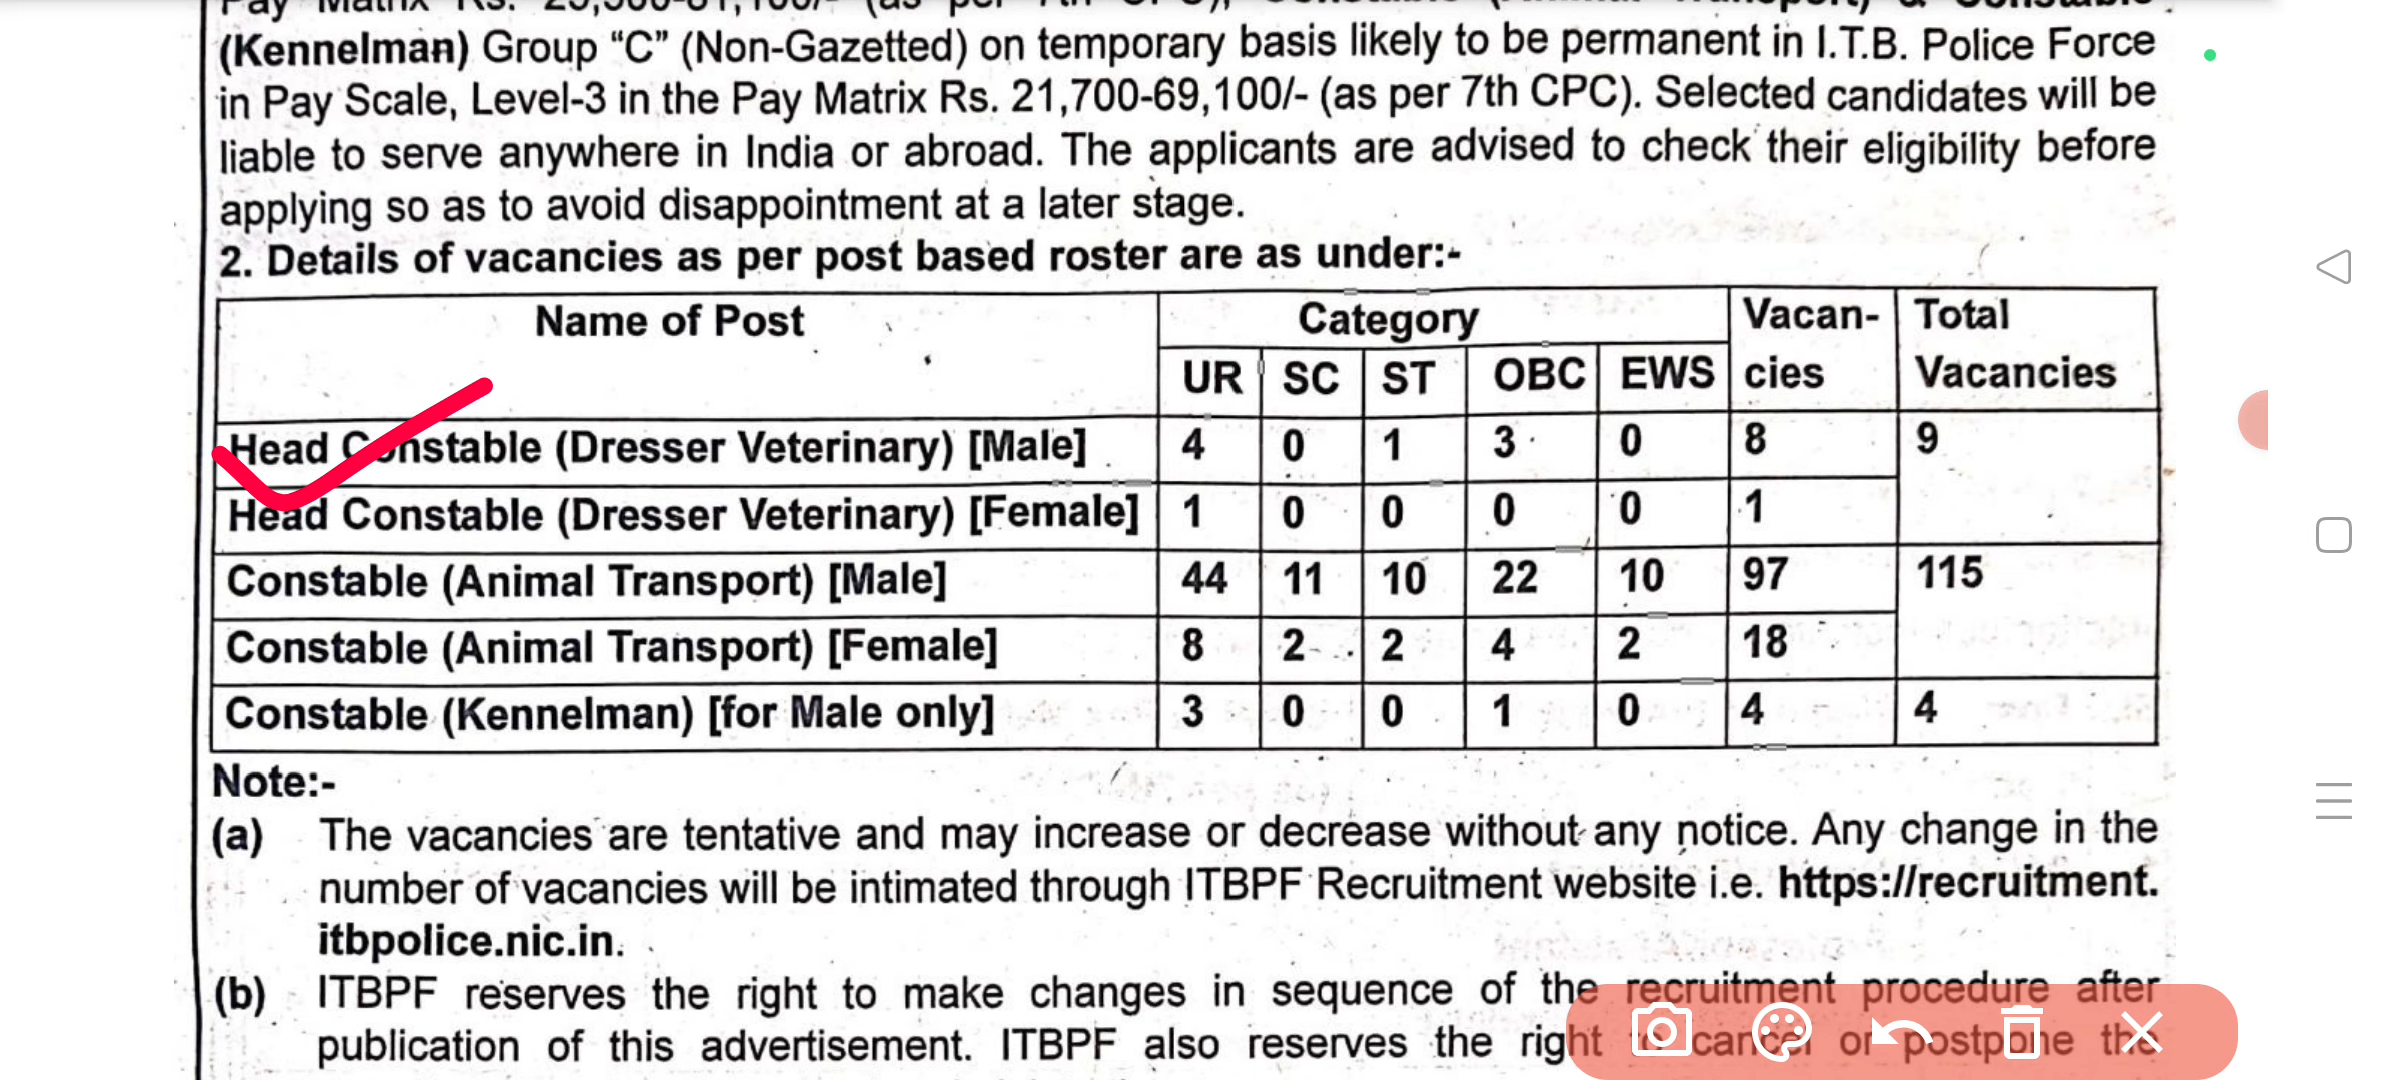 (Kennelman) Group “C” (Non-Gazetted) on temporary basis likely to be permanent in I.T.B. Police Force
in Pay Scale, Level-3 in the Pay Matrix Rs. 21,700-69,100/- (as per 7th CPC). Selected candidates will be
liable to serve anywhere in India or abroad. The applicants are advised to check their eligibility before
applying so as to avoid disappointment at a later stage.
2. Details of vacancies as per post based roster are as under:-
Name of Post Category Vacan- Total
UR SC ST OBC EWS cies Vacancies
Head Constable (Dresser Veterinary) [Male] 4 0 1 3 0 8 9
Head Constable (Dresser Veterinary) [Female] 1 0 0 0 0 1
Constable (Animal Transport) [Male] 44 11 10 22 10 97 115
Constable (Animal Transport) [Female] 8 2 2 4 2 18
Constable (Kennelman) [for Male only] 3 0 0 1 0 4 4
Note:-
(a) The vacancies are tentative and may increase or decrease without any notice. Any change in the
number of vacancies will be intimated through ITBPF Recruitment website i.e. https://recruitment.
itbpolice.nic.in.
(b) ITBPF reserves the right to make changes in sequence of the recruitment procedure after
publication of this advertisement. ITBPF also reserves the right to cancel or postpone the